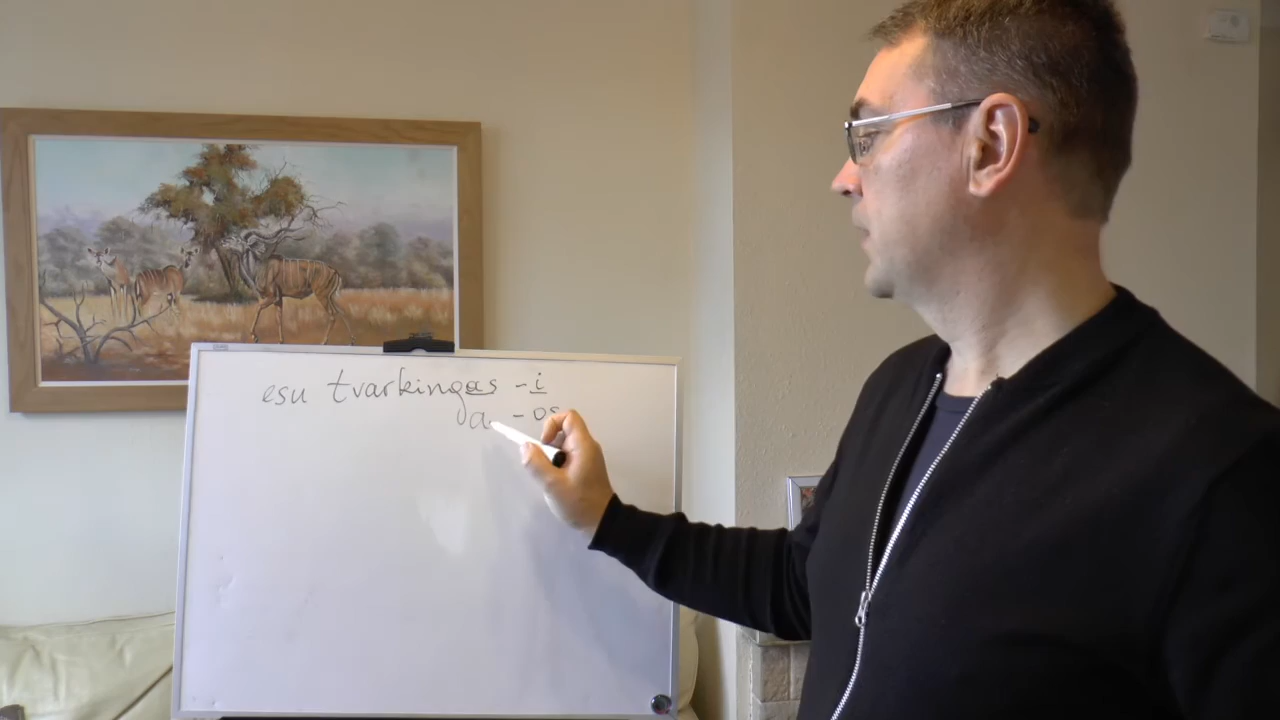 esu tvarkingas - i
a - os